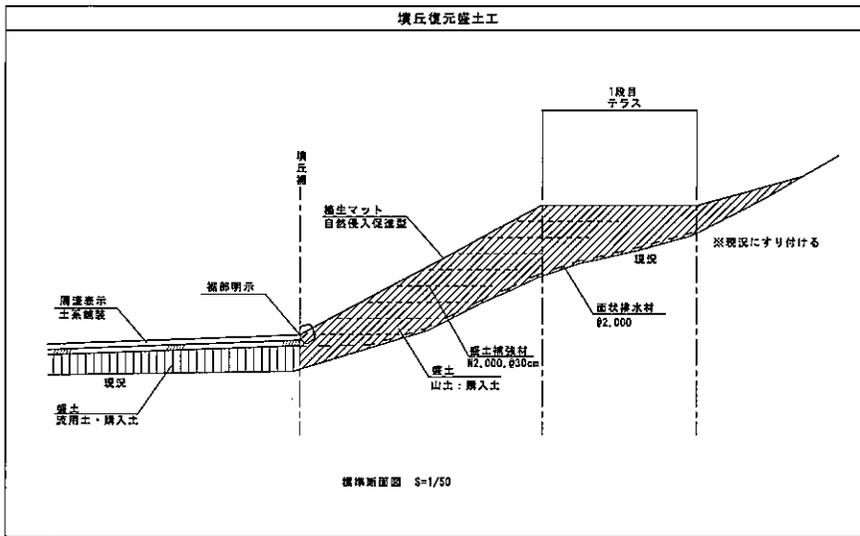 墳丘復元盛土工
1段目
テラス
墳丘裾
植生マット
自然侵入促進型
※現況にすり付ける
現況
裾部明示
面状排水材
@2,000
周濠表示
土系舗装
盛土補強材
W2,000,@30cm
盛土
山土：購入土
現況
盛土
流用土・購入土
標準断面図 S=1/50